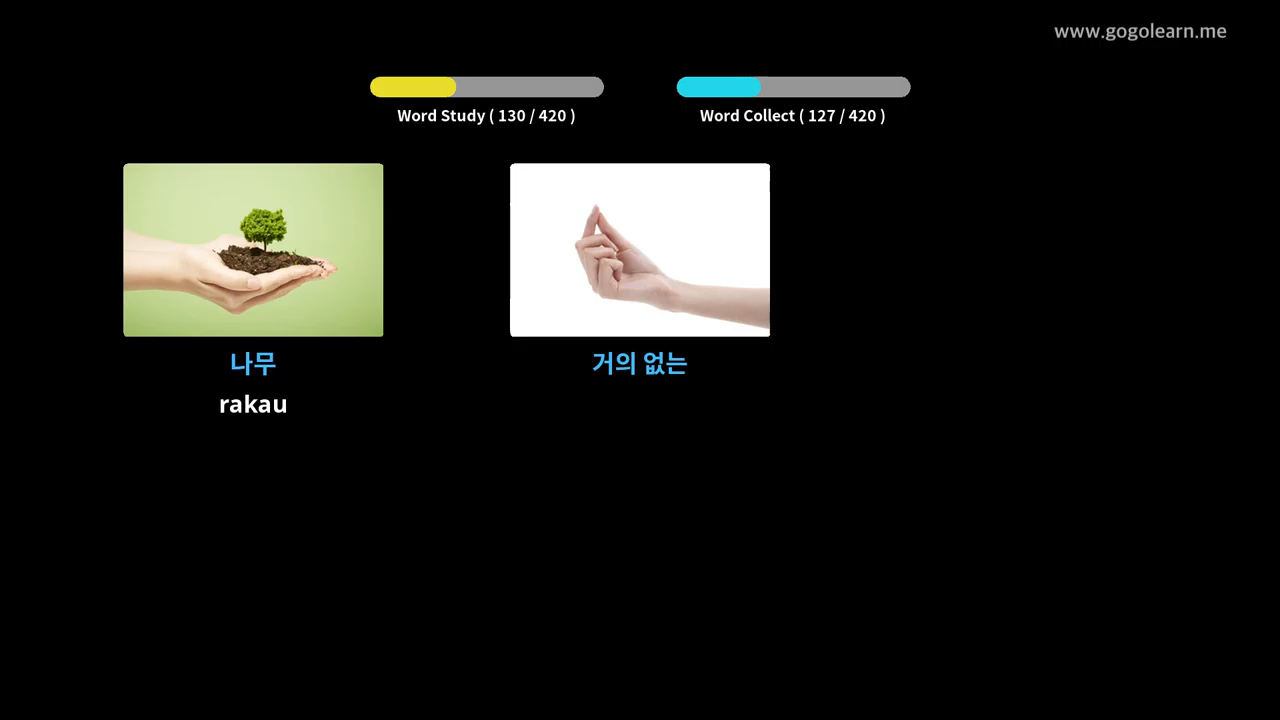 www.gogolearn.me
Word Study ( 130 / 420 )
Word Collect ( 127 / 420 )
나무
거의 없는
rakau